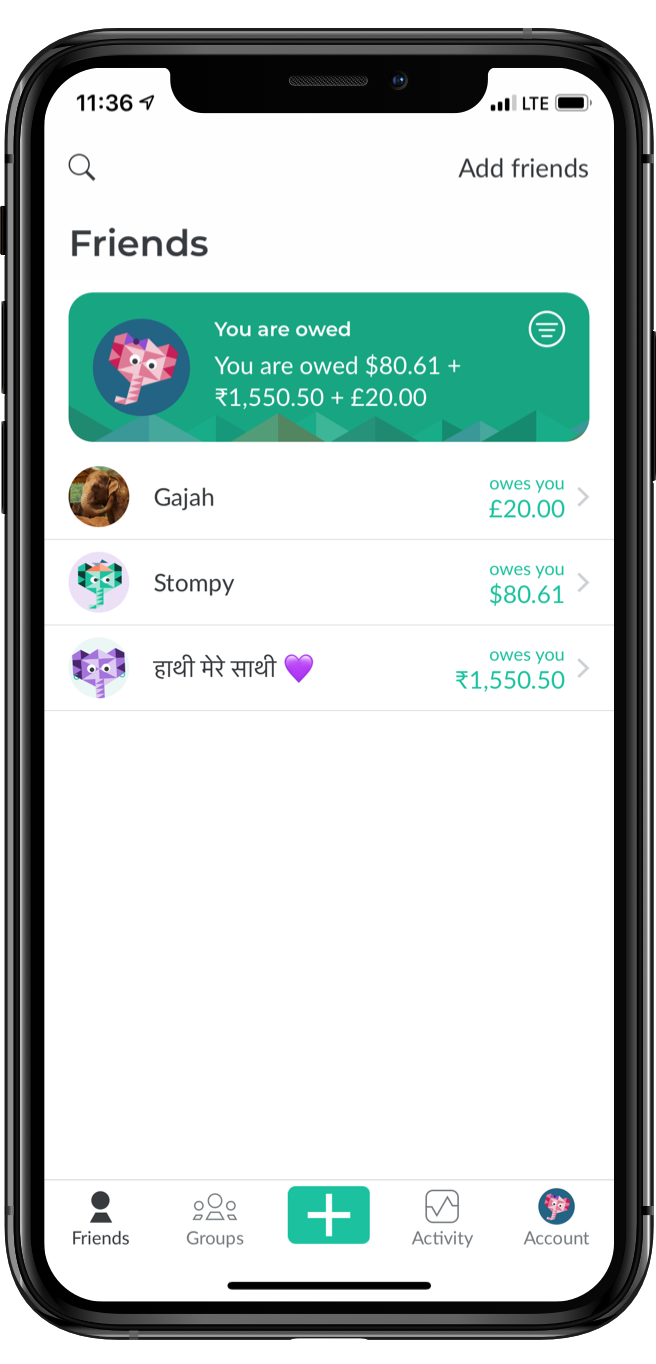 11:36
LTE
Add friends
Friends
You are owed
You are owed $80.61 +
₹1,550.50 + £20.00
Gajah
owes you
£20.00
Stompy
owes you
$80.61
हाथी मेरे साथी 💜
owes you
₹1,550.50
Friends
Groups
Activity
Account